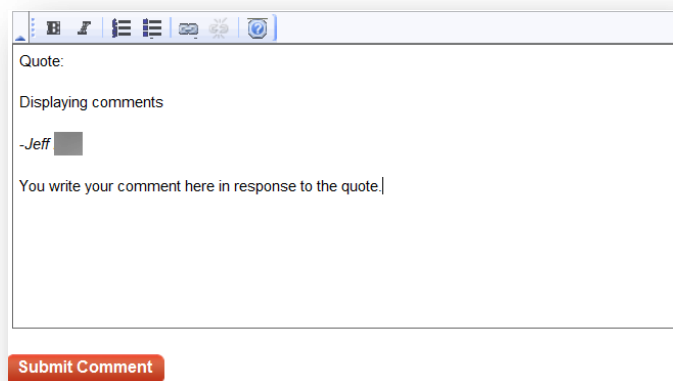 Quote:
Displaying comments
-Jeff
You write your comment here in response to the quote.
Submit Comment